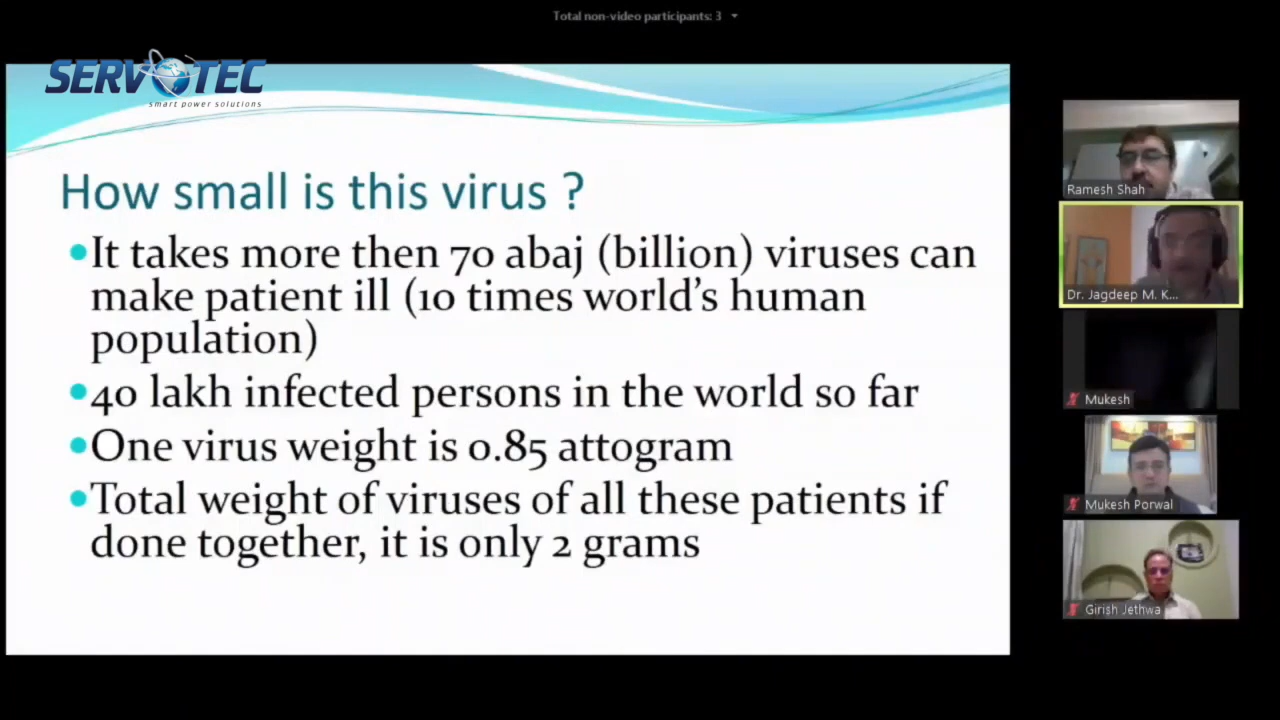 Total non-video participants: 3
SERVOTEC
smart power solutions
How small is this virus ?
•It takes more then 70 abaj (billion) viruses can
make patient ill (10 times world's human
population)
•40 lakh infected persons in the world so far
•One virus weight is 0.85 attogram
•Total weight of viruses of all these patients if
done together, it is only 2 grams
Ramesh Shah
Dr. Jagdeep M. K...
Mukesh
Mukesh Porwal
Girish Jethwa